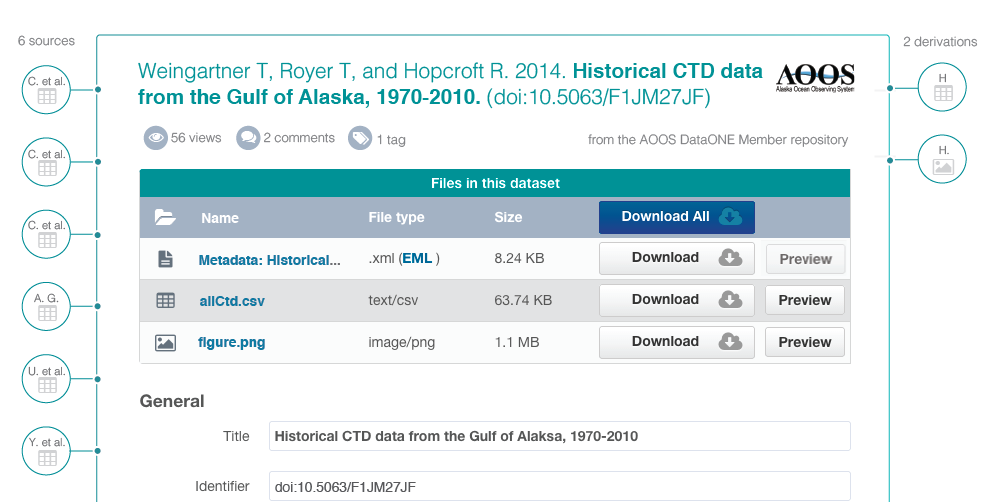 6 sources
2 derivations
C. et al.
C. et al.
C. et al.
A. G.
U. et al.
Y. et al.
H
H.
Weingartner T, Royer T, and Hopcroft R. 2014. Historical CTD data
from the Gulf of Alaska, 1970-2010. (doi:10.5063/F1JM27JF)
AOOS
Alaska Ocean Observing System
56 views 2 comments 1 tag
from the AOOS DataONE Member repository
Files in this dataset
Name File type Size Download All
Metadata: Historical... .xml (EML ) 8.24 KB Download Preview
allCtd.csv text/csv 63.74 KB Download Preview
figure.png image/png 1.1 MB Download Preview
General
Title Historical CTD data from the Gulf of Alaksa, 1970-2010
Identifier doi:10.5063/F1JM27JF